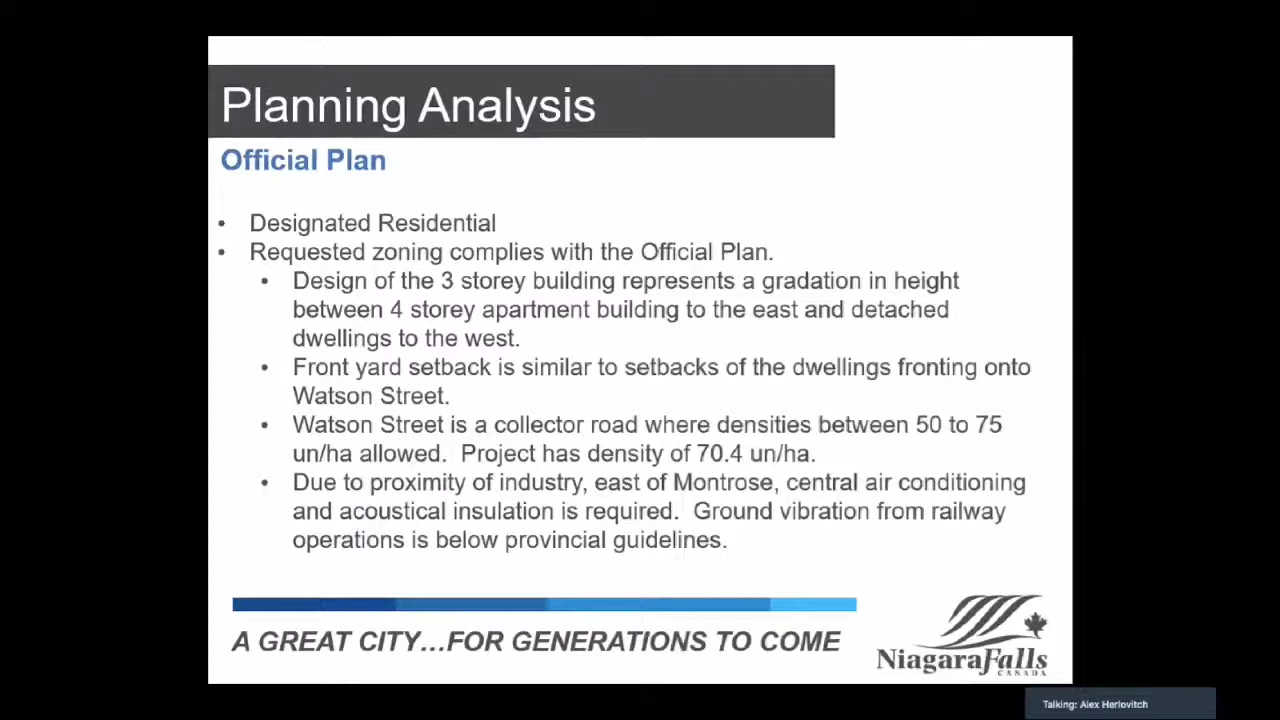 Planning Analysis
Official Plan
• Designated Residential
• Requested zoning complies with the Official Plan.
• Design of the 3 storey building represents a gradation in height
between 4 storey apartment building to the east and detached
dwellings to the west.
• Front yard setback is similar to setbacks of the dwellings fronting onto
Watson Street.
• Watson Street is a collector road where densities between 50 to 75
un/ha allowed.  Project has density of 70.4 un/ha.
• Due to proximity of industry, east of Montrose, central air conditioning
and acoustical insulation is required.  Ground vibration from railway
operations is below provincial guidelines.
A GREAT CITY...FOR GENERATIONS TO COME
NiagaraFalls
CANADA
Talking: Alex Herlovitch